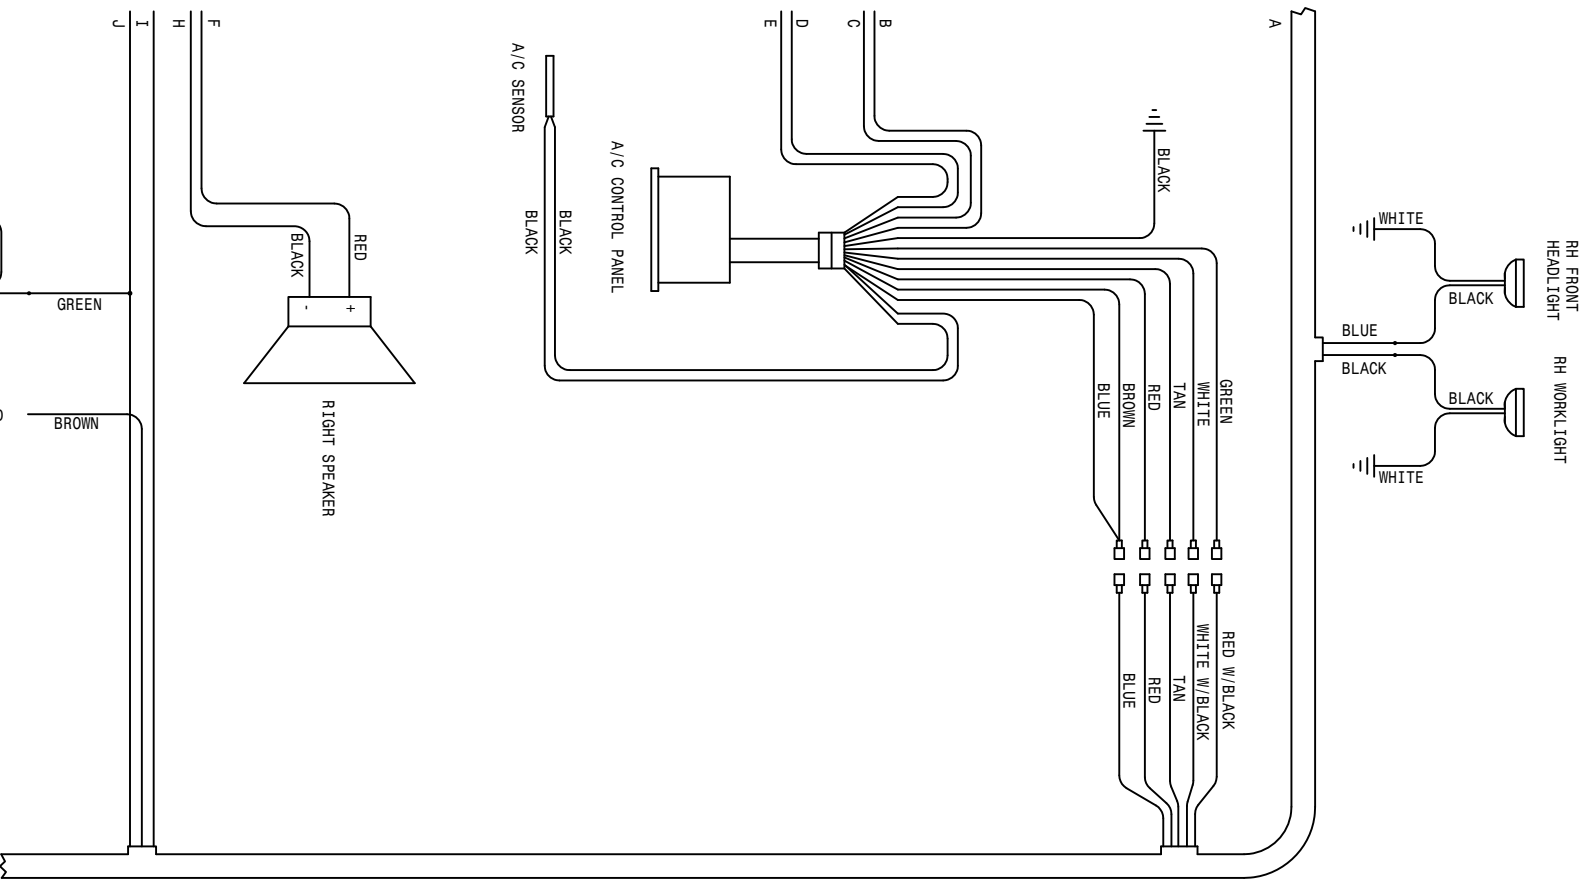 J
I
H
F
E
D
C
B
A
A/C SENSOR
BLACK
BLACK
A/C CONTROL PANEL
BLACK
WHITE
RH FRONT
HEADLIGHT
BLACK
BLUE
BLACK
BLACK
RH WORKLIGHT
WHITE
RED
BLACK
-
+
RIGHT SPEAKER
GREEN
BROWN
BLUE
BROWN
RED
TAN
WHITE
GREEN
BLUE
RED
TAN
WHITE W/BLACK
RED W/BLACK